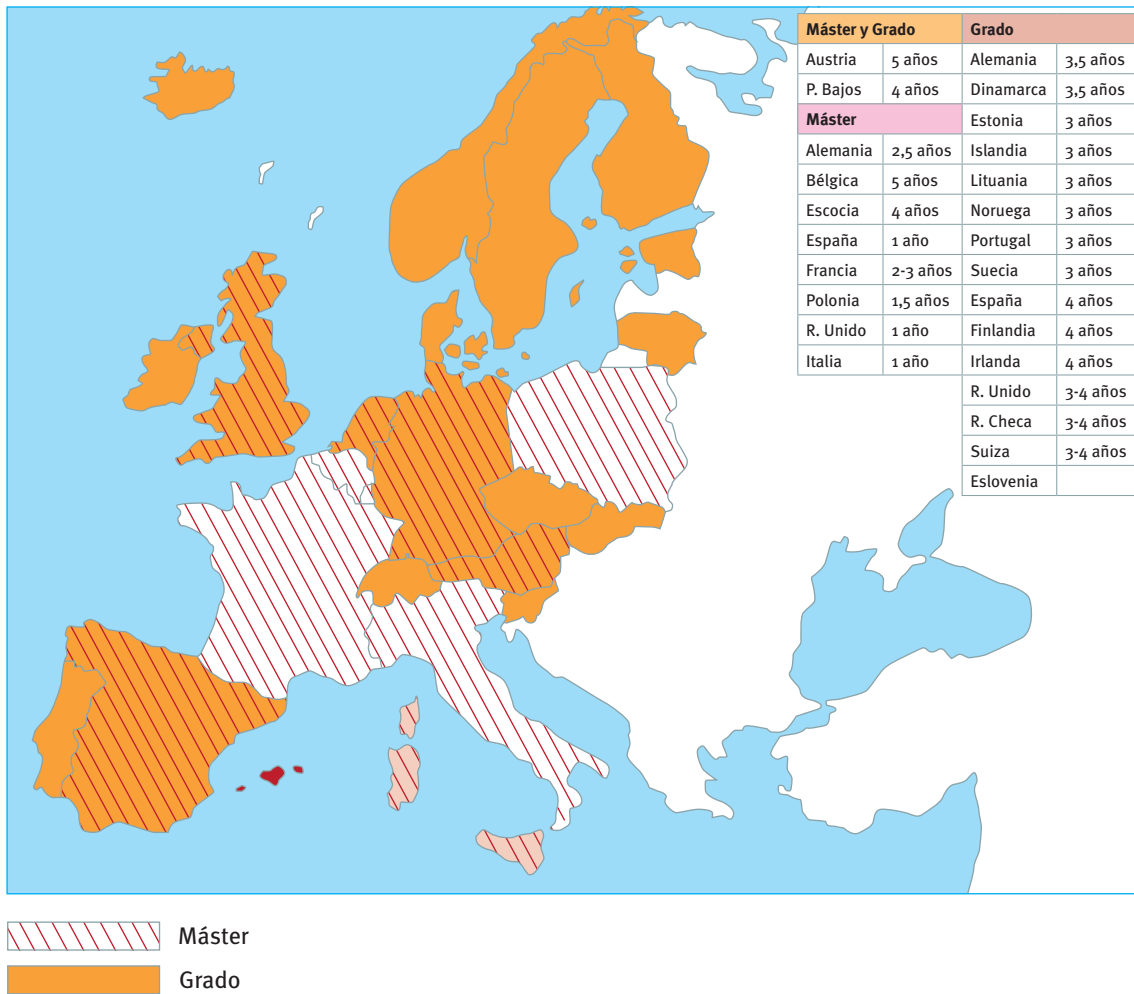 Máster y Grado Grado
Austria 5 años Alemania 3,5 años
P. Bajos 4 años Dinamarca 3,5 años
Máster Estonia 3 años
Alemania 2,5 años Islandia 3 años
Bélgica 5 años Lituania 3 años
Escocia 4 años Noruega 3 años
España 1 año Portugal 3 años
Francia 2-3 años Suecia 3 años
Polonia 1,5 años España 4 años
R. Unido 1 año Finlandia 4 años
Italia 1 año Irlanda 4 años
R. Unido 3-4 años
R. Checa 3-4 años
Suiza 3-4 años
Eslovenia
Máster
Grado